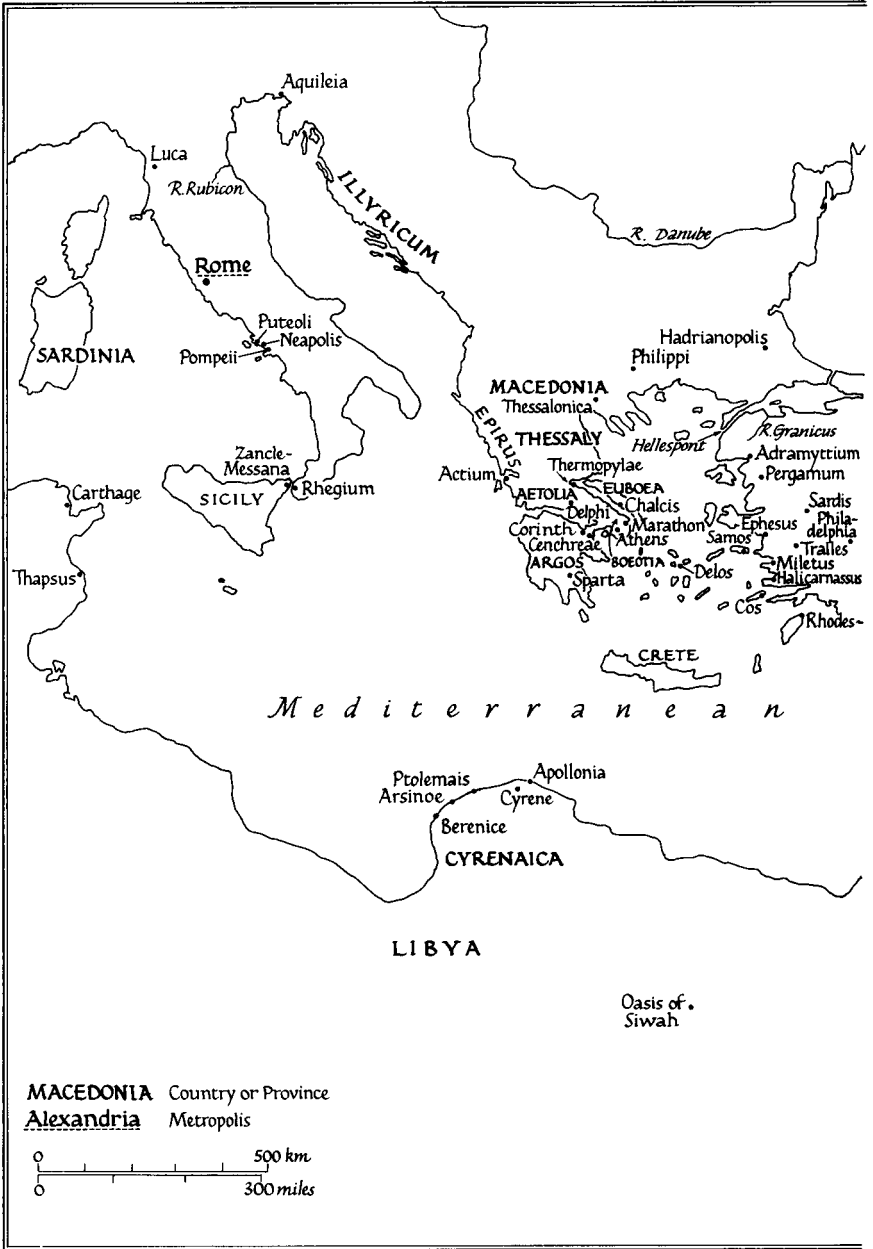 Aquileia
Luca
R. Rubicon
ILLYRICUM
R. Danube
Rome
Puteoli
Neapolis
Pompeii
SARDINIA
Hadrianopolis
Philippi
MACEDONIA
Thessalonica
EPIRUS
THESSALY
Hellespont
R. Granicus
Adramyttium
Pergamum
Zancle-
Messana
Rhegium
SICILY
Carthage
Thapsus
Actium
Thermopylae
AETOLIA
EUBOEA
Delphi
Chalcis
Marathon
Corinth
Cenchreae
Athens
ARGOS
BOEOTIA
Sparta
Delos
Samos
Ephesus
Sardis
Phila-
delphia
Tralles
Miletus
Halicarnassus
Cos
Rhodes-
CRETE
Mediterranean
Ptolemais
Apollonia
Arsinoe
Cyrene
Berenice
CYRENAICA
LIBYA
Oasis of
Siwah
MACEDONIA Country or Province
Alexandria Metropolis
0 500 km
0 300 miles